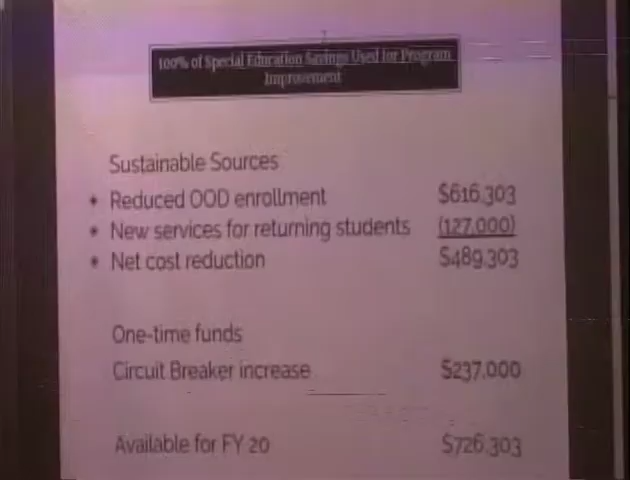 100% of Special Education Savings Used for Program
Improvement
Sustainable Sources
• Reduced OOD enrollment $616,303
• New services for returning students (127,000)
• Net cost reduction $489,303
One-time funds
Circuit Breaker increase $237,000
Available for FY 20 $726,303